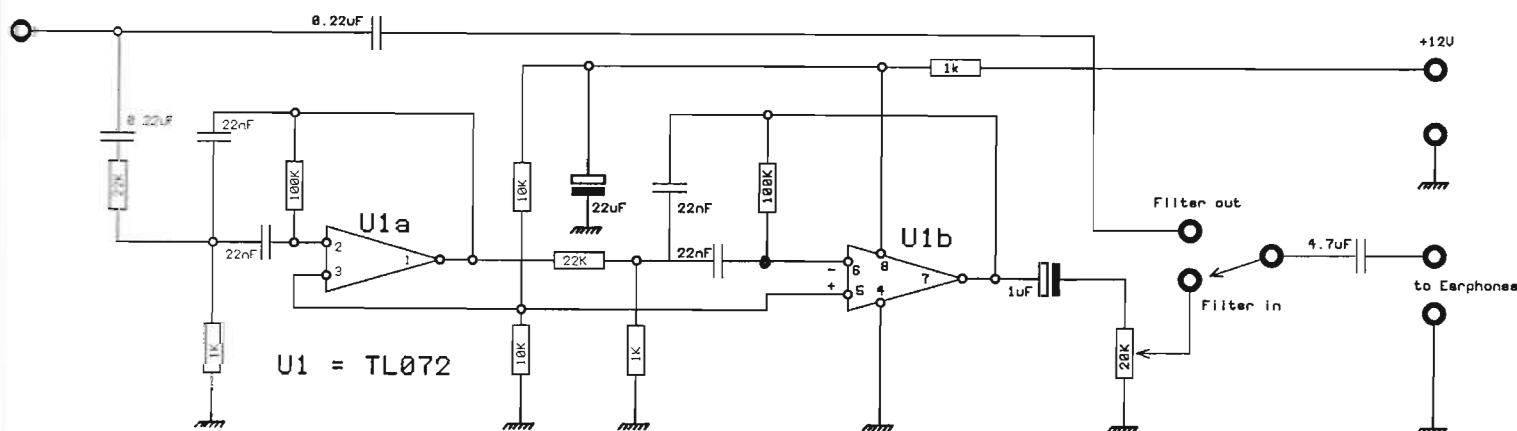 0.22uF
+12V
1k
0.22uF
22nF
22K
100K
10K
22uF
22nF
100K
U1a
U1b
Filter out
22nF
2
3
1
22K
22nF
-
+
6
5
8
4
7
1uF
4.7uF
to Earphones
Filter in
1K
10K
1K
20K
U1 = TL072